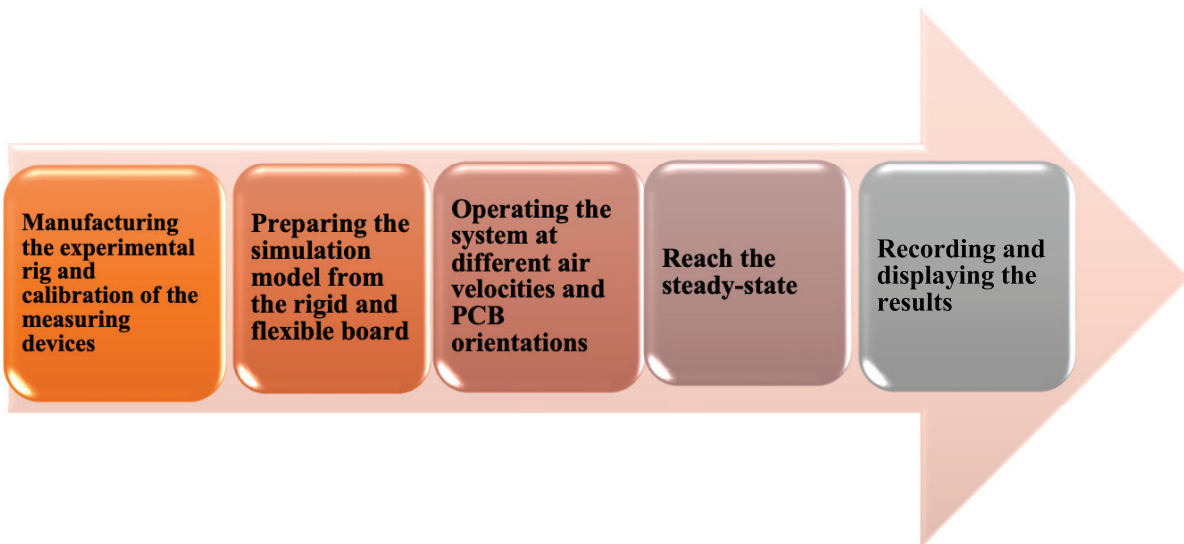 Manufacturing
the experimental
rig and
calibration of the
measuring
devices
Preparing the
simulation
model from
the rigid and
flexible board
Operating the
system at
different air
velocities and
PCB
orientations
Reach the
steady-state
Recording and
displaying the
results